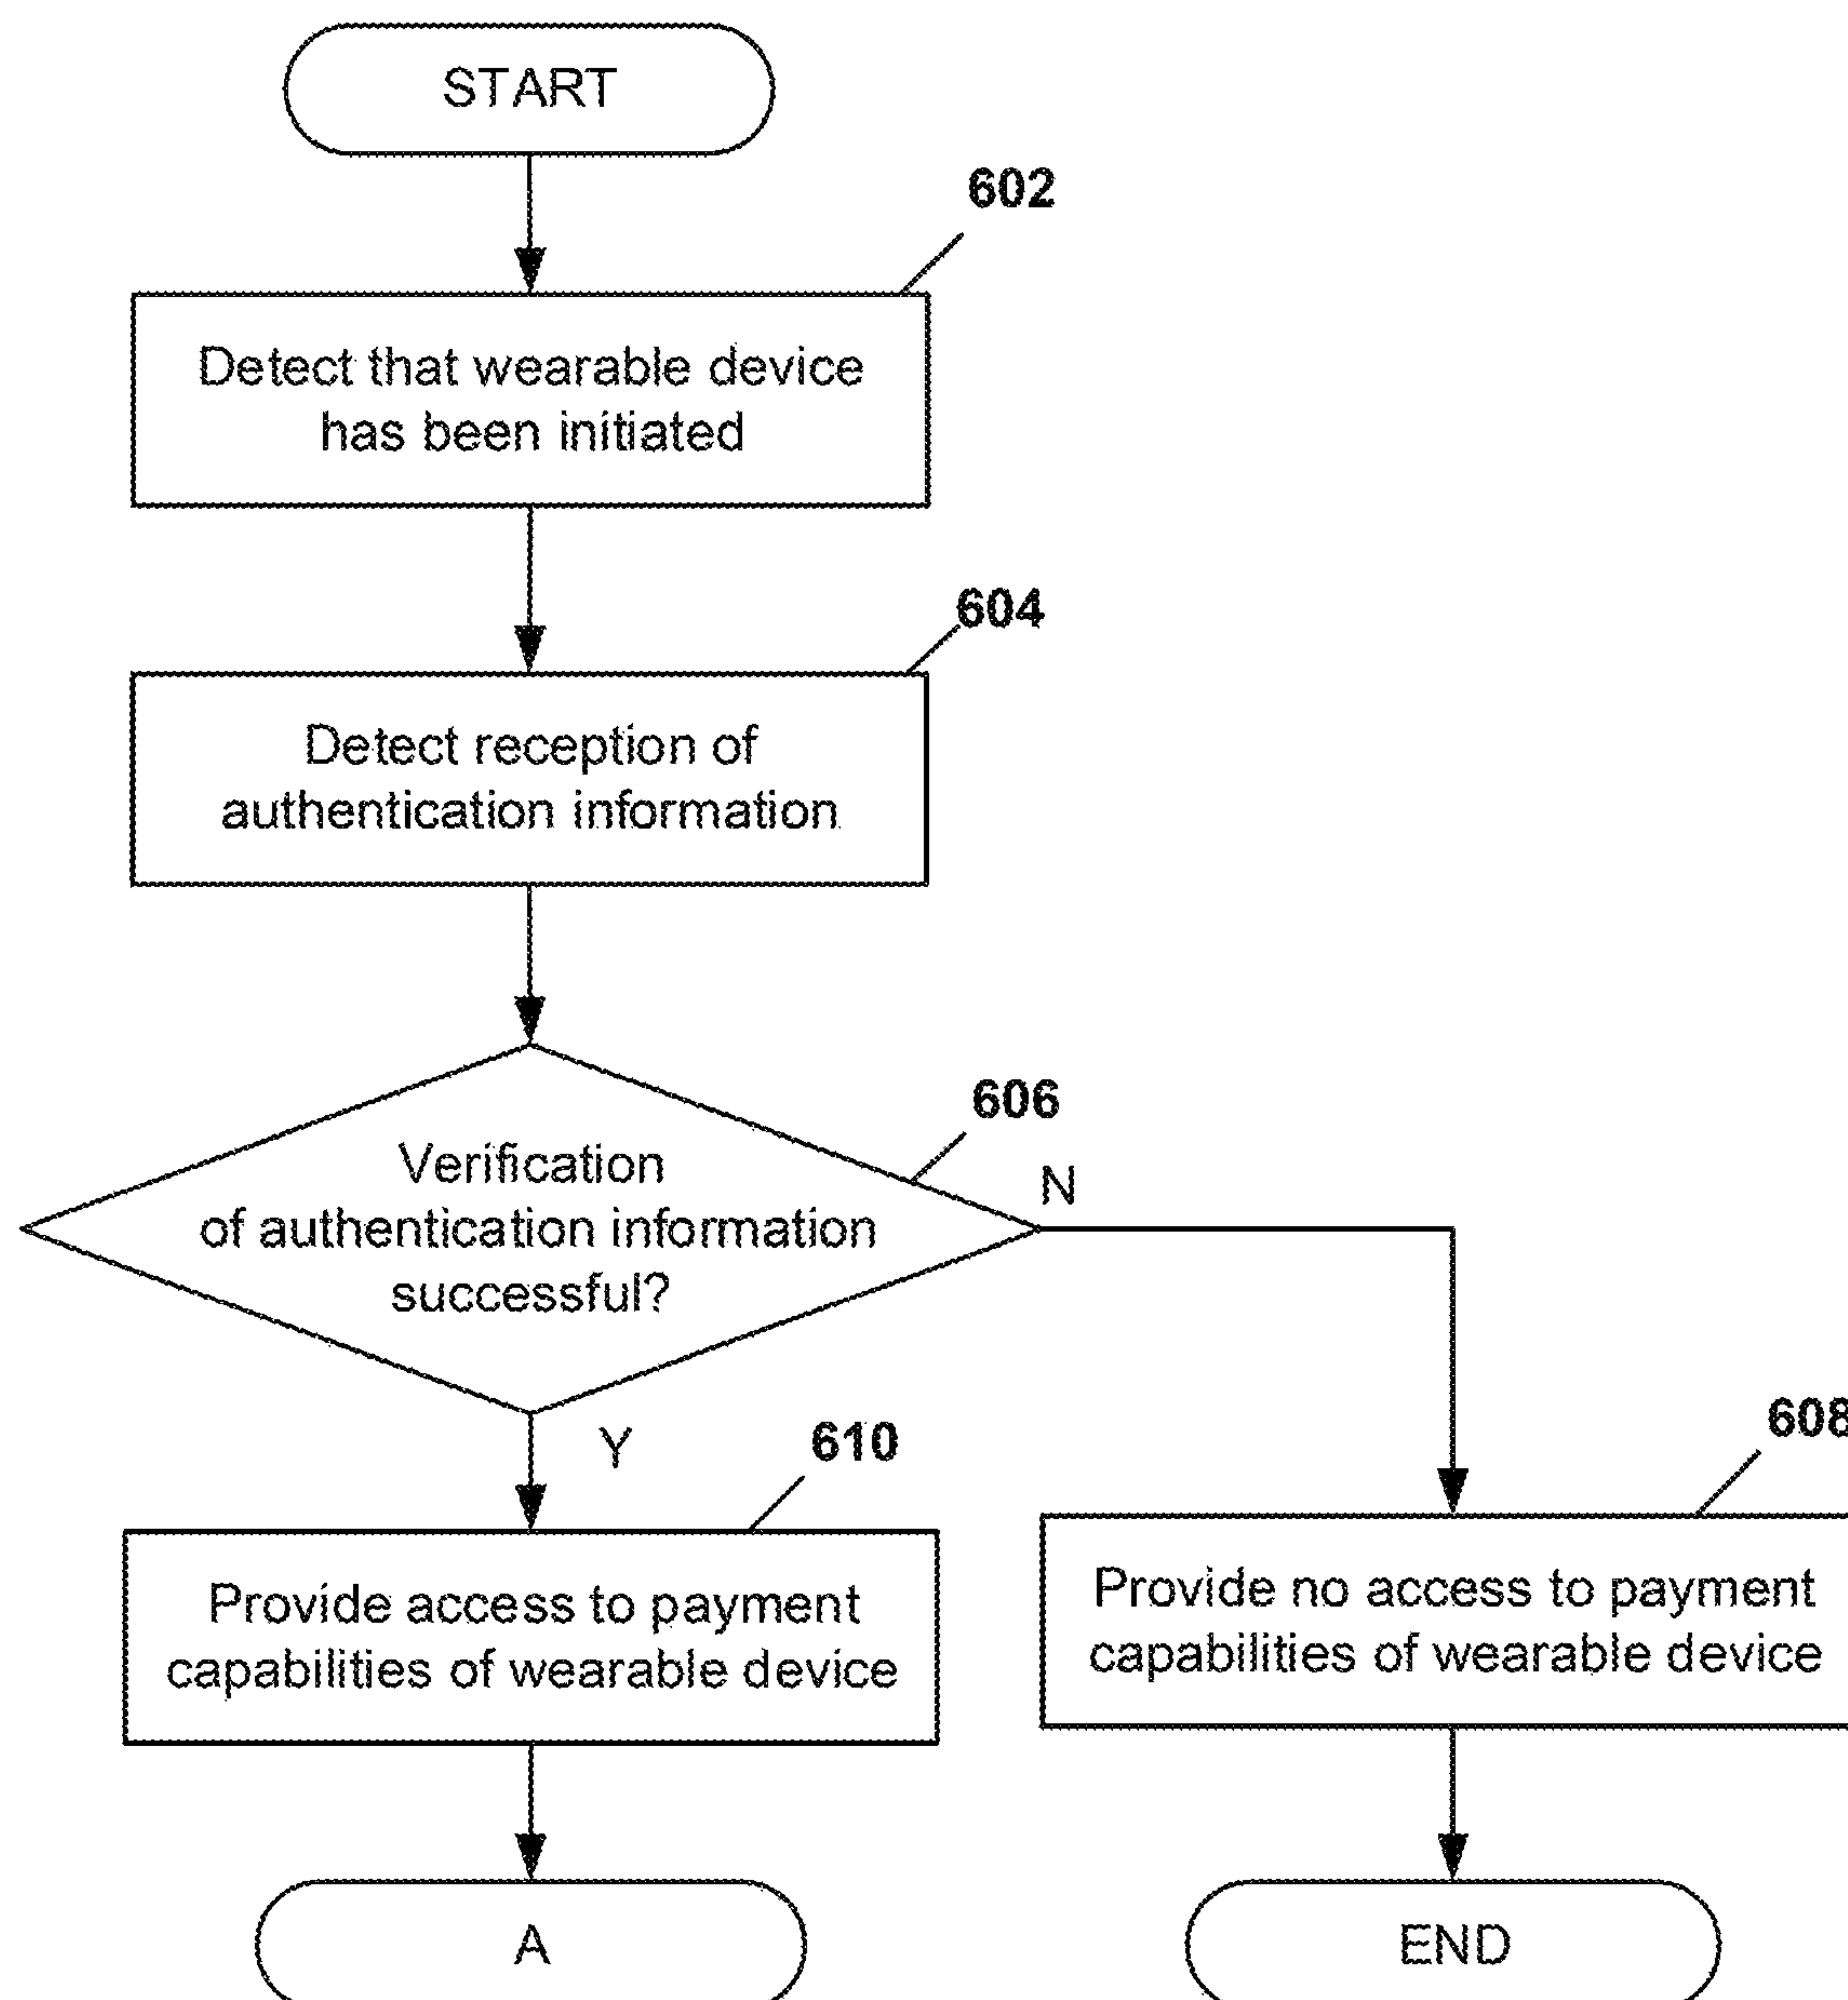 START
602
Detect that wearable device
has been initiated
604
Detect reception of
authentication information
606
Verification
of authentication information
successful?
N
Y
610
608
Provide access to payment
capabilities of wearable device
Provide no access to payment
capabilities of wearable device
A
END